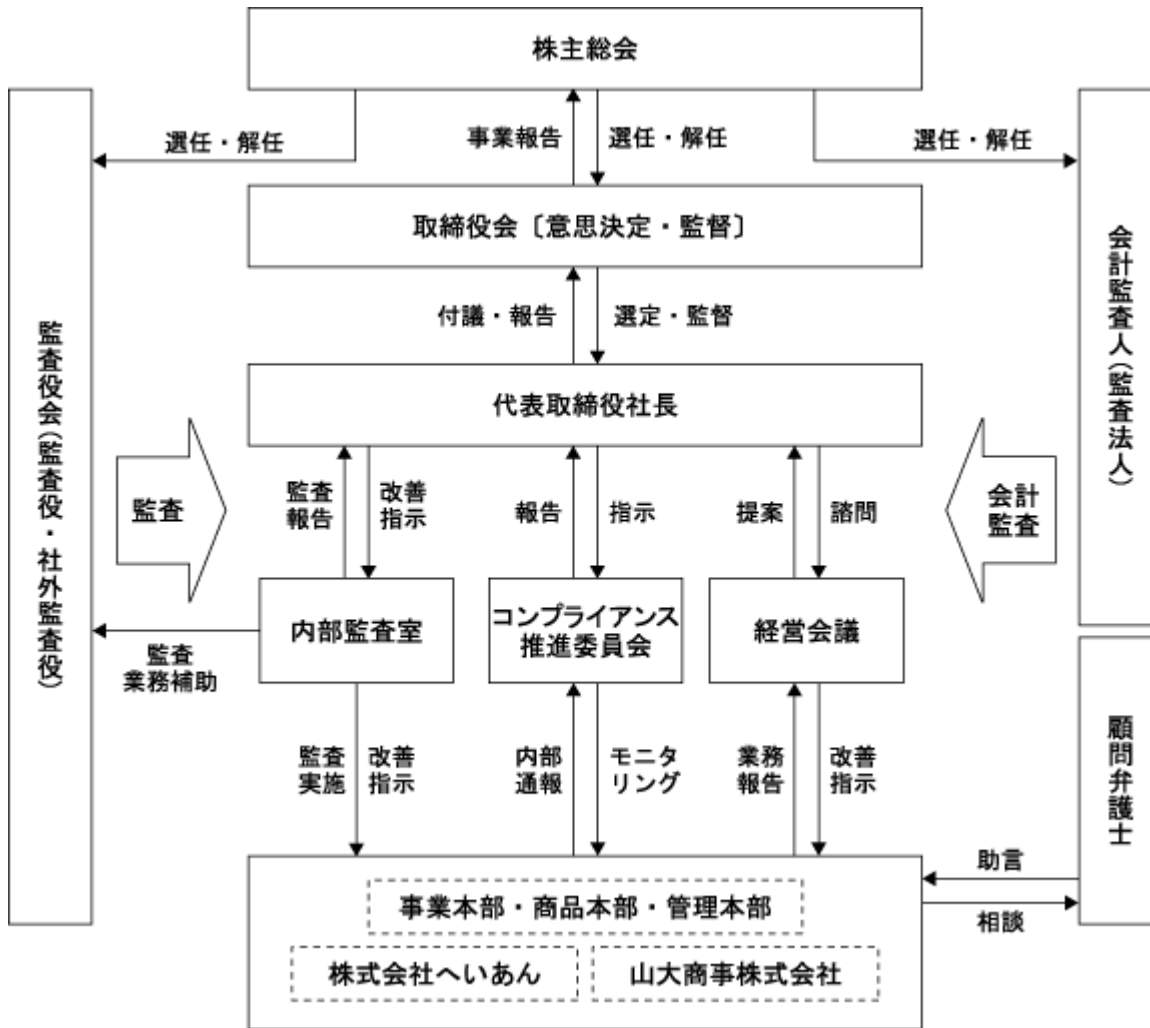 株主総会
選任・解任
事業報告
選任・解任
選任・解任
取締役会〔意思決定・監督〕
付議・報告
選定・監督
代表取締役社長
監査役会(監査役・社外監査役)
会計監査人(監査法人)
監査
会計
監査
監査
報告
改善
指示
報告
指示
提案
諮問
内部監査室
コンプライアンス
推進委員会
経営会議
監査
業務補助
監査
実施
改善
指示
内部
通報
モニタ
リング
業務
報告
改善
指示
顧問弁護士
助言
相談
事業本部・商品本部・管理本部
株式会社へいあん
山大商事株式会社